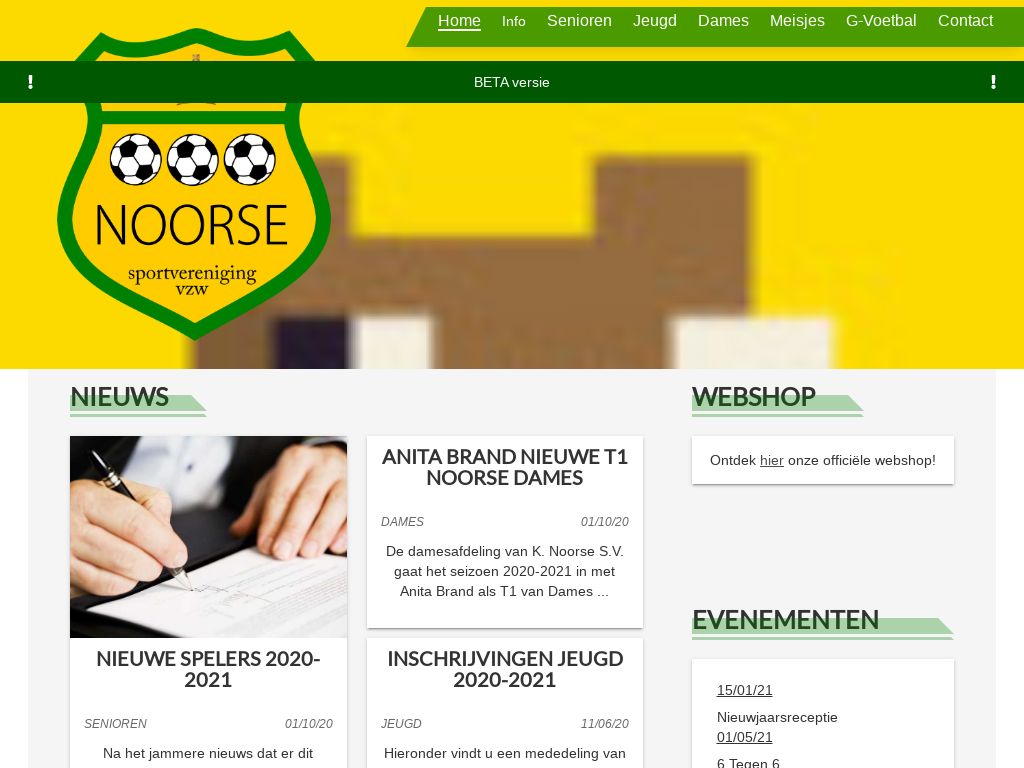 Home Info Senioren Jeugd Dames Meisjes G-Voetbal Contact
! BETA versie !
NOORSE
sportvereniging
vzw
NIEUWS
NIEUWE SPELERS 2020-
2021
SENIOREN 01/10/20
Na het jammere nieuws dat er dit
ANITA BRAND NIEUWE T1
NOORSE DAMES
DAMES 01/10/20
De damesafdeling van K. Noorse S.V.
gaat het seizoen 2020-2021 in met
Anita Brand als T1 van Dames ...
INSCHRIJVINGEN JEUGD
2020-2021
JEUGD 11/06/20
Hieronder vindt u een mededeling van
WEBSHOP
Ontdek hier onze officiële webshop!
EVENEMENTEN
15/01/21
Nieuwjaarsreceptie
01/05/21
6 Tegen 6